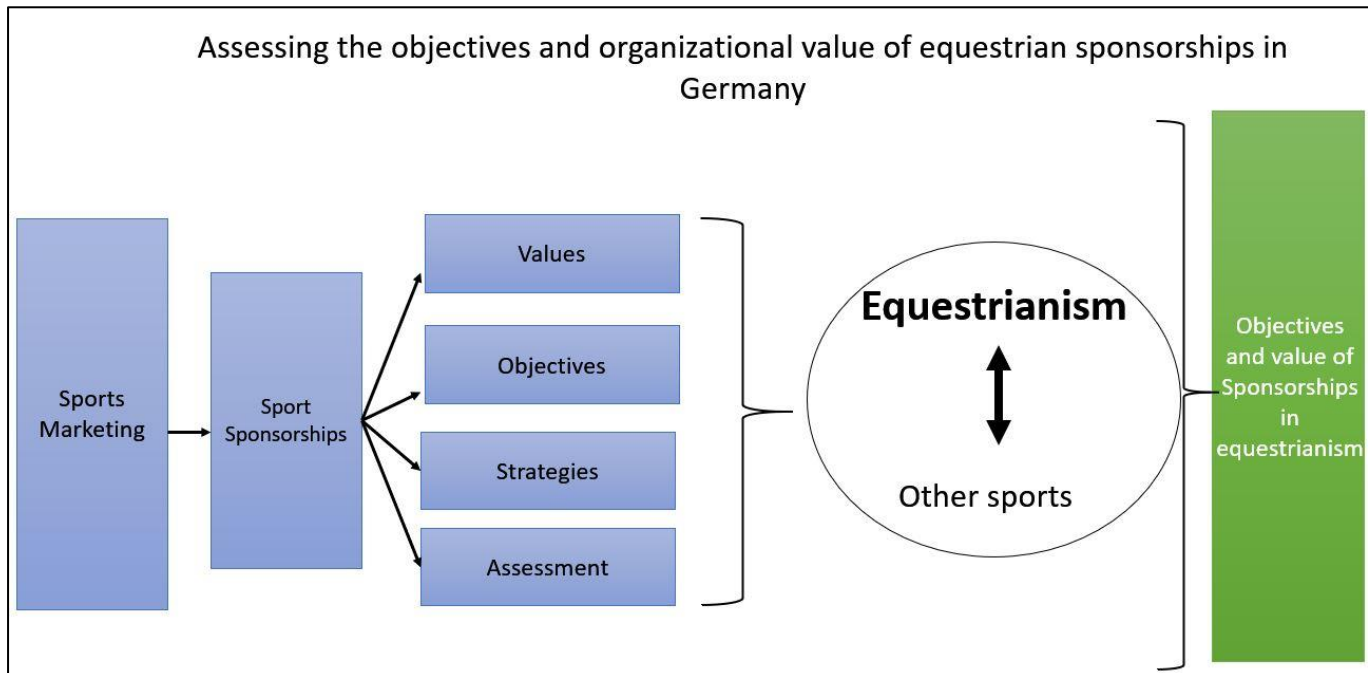 Assessing the objectives and organizational value of equestrian sponsorships in
Germany
Sports
Marketing
Sport
Sponsorships
Values
Objectives
Strategies
Assessment
Equestrianism
Other sports
Objectives
and value of
Sponsorships
in
equestrianism